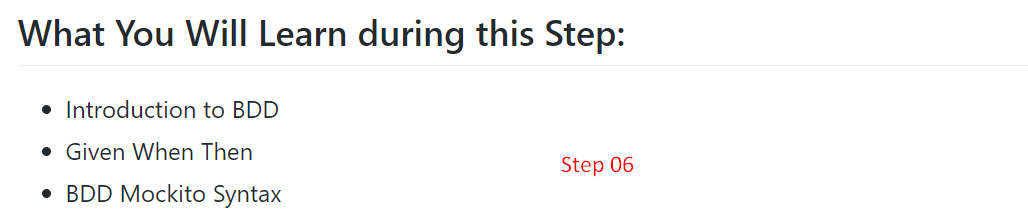 What You Will Learn during this Step:
Introduction to BDD
Given When Then
Step 06
BDD Mockito Syntax